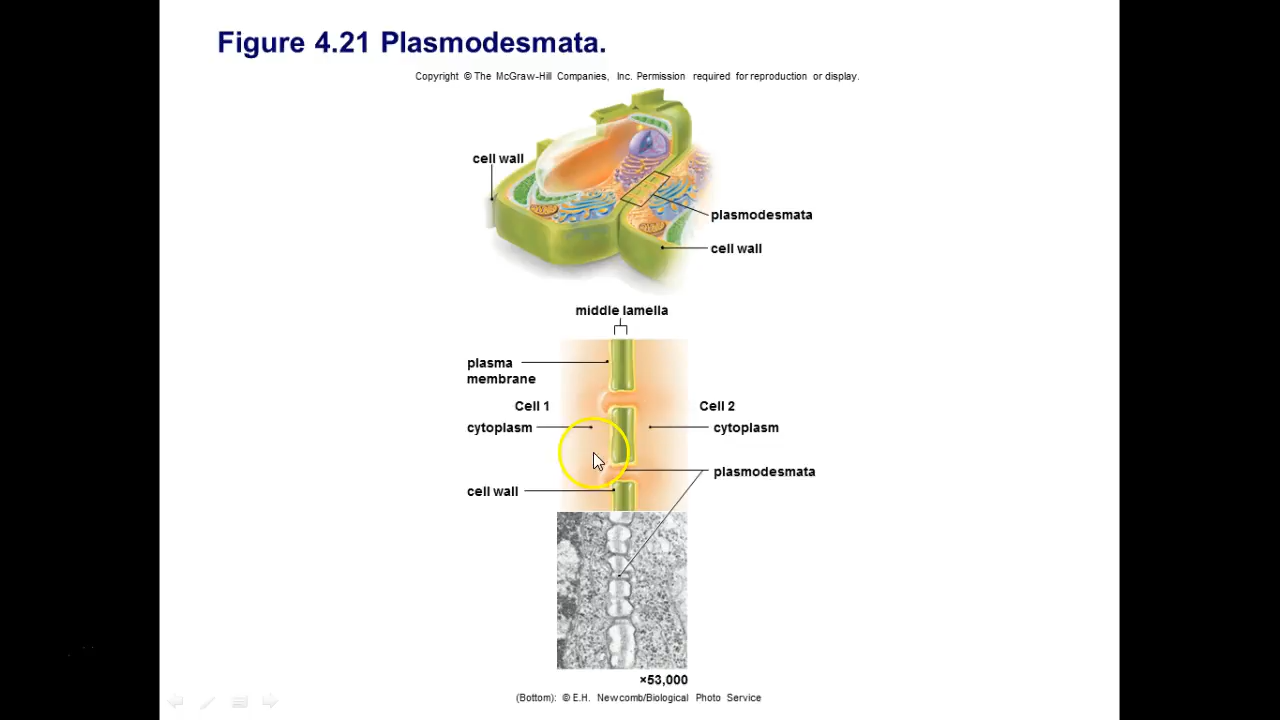 Figure 4.21 Plasmodesmata.
Copyright © The McGraw-Hill Companies, Inc. Permission required for reproduction or display.
cell wall
plasmodesmata
cell wall
middle lamella
plasma
membrane
Cell 1
Cell 2
cytoplasm
cytoplasm
plasmodesmata
cell wall
×53,000
(Bottom): © E.H. Newcomb/Biological Photo Service